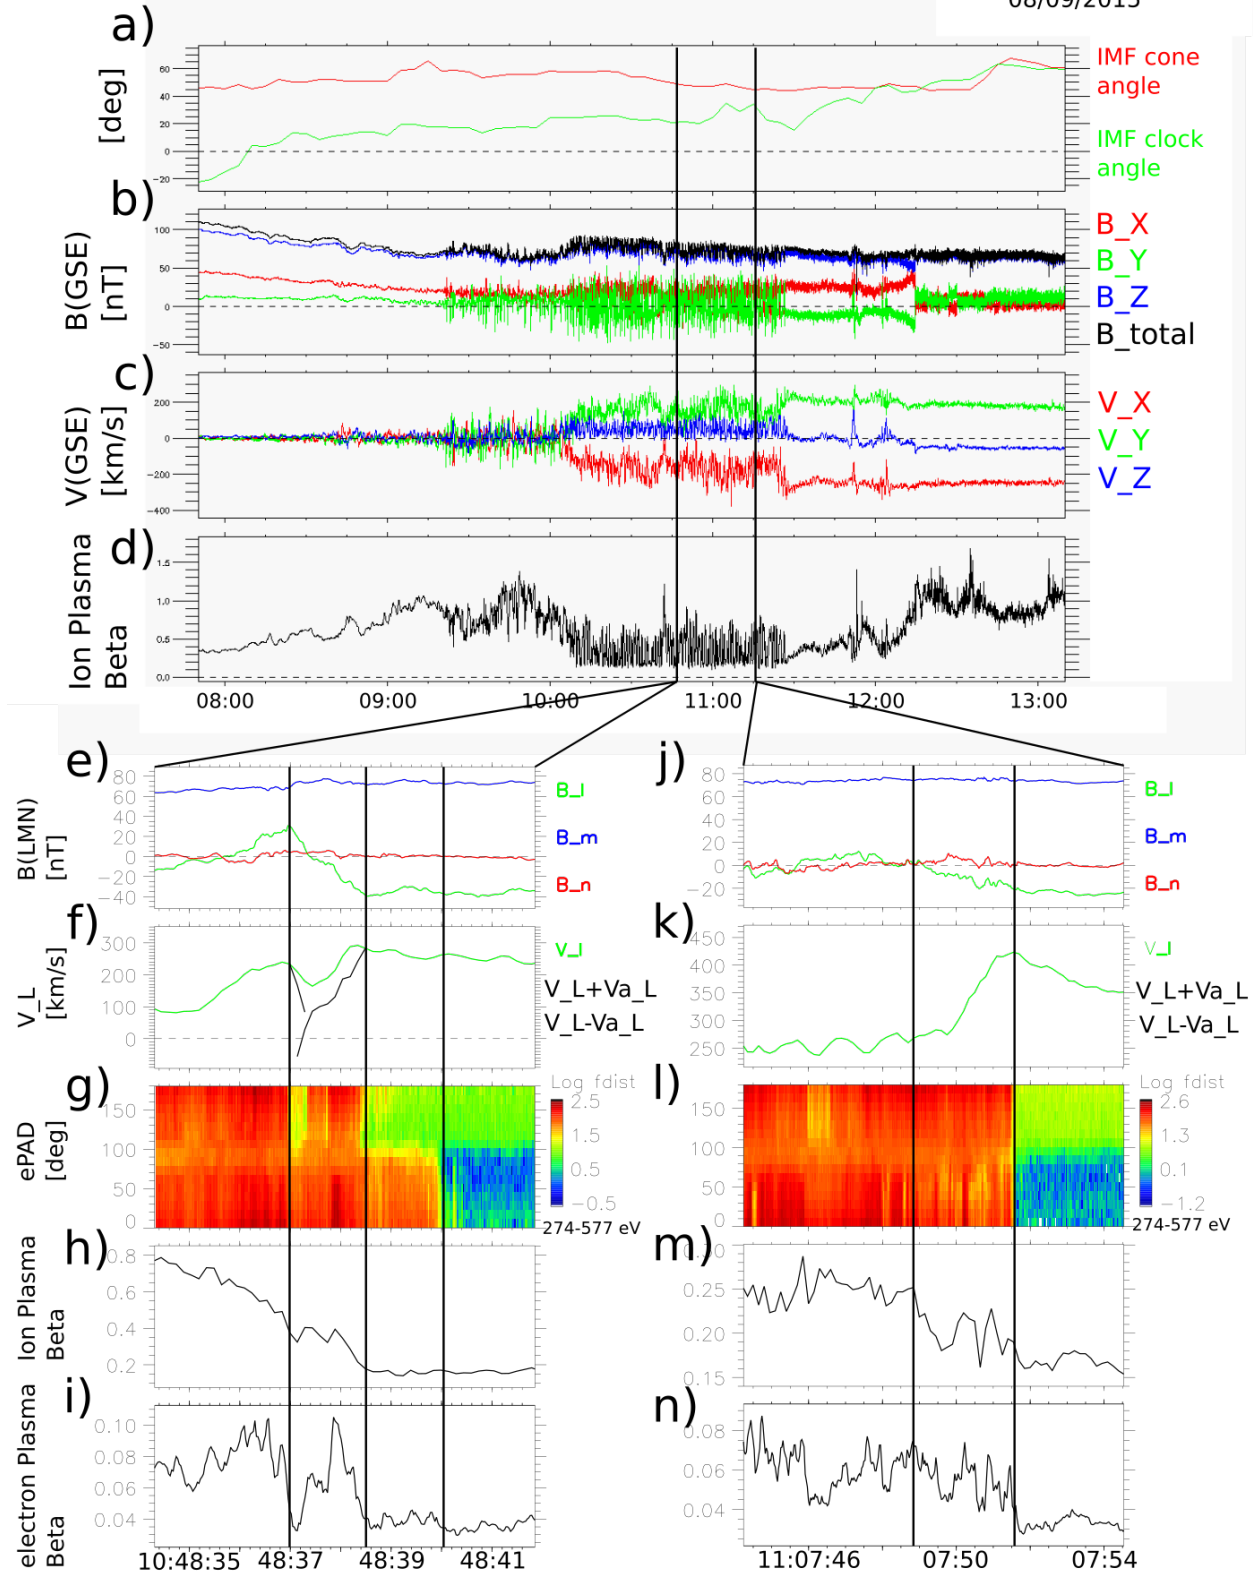 08/09/2015
a)
[deg]
60
40
20
0
−20
IMF cone
angle
IMF clock
angle
b)
B(GSE)
[nT]
100
50
0
−50
B_X
B_Y
B_Z
B_total
c)
V(GSE)
[km/s]
200
0
−200
−400
V_X
V_Y
V_Z
d)
Ion Plasma
Beta
1.5
1.0
0.5
0.0
08:00 09:00 10:00 11:00 12:00 13:00
e)
B(LMN)
[nT]
80
60
40
20
0
−20
−40
B_l
B_m
B_n
f)
V_L
[km/s]
300
200
100
0
V_l
V_L+Va_L
V_L-Va_L
g)
ePAD
[deg]
150
100
50
0
Log fdist
2.5
1.5
0.5
−0.5
274-577 eV
h)
Ion Plasma
Beta
0.8
0.6
0.4
0.2
i)
electron Plasma
Beta
0.10
0.08
0.06
0.04
10:48:35 48:37 48:39 48:41
j)
80
60
40
20
0
−20
B_l
B_m
B_n
k)
450
400
350
300
250
V_l
V_L+Va_L
V_L-Va_L
l)
150
100
50
0
Log fdist
2.6
1.3
0.1
−1.2
274-577 eV
m)
0.30
0.25
0.20
0.15
n)
0.08
0.06
0.04
11:07:46 07:50 07:54